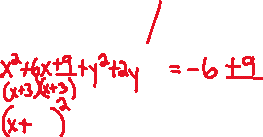 x²+6x+9+y²+2y = -6+9
(x+3)(x+3)
(x+ )²